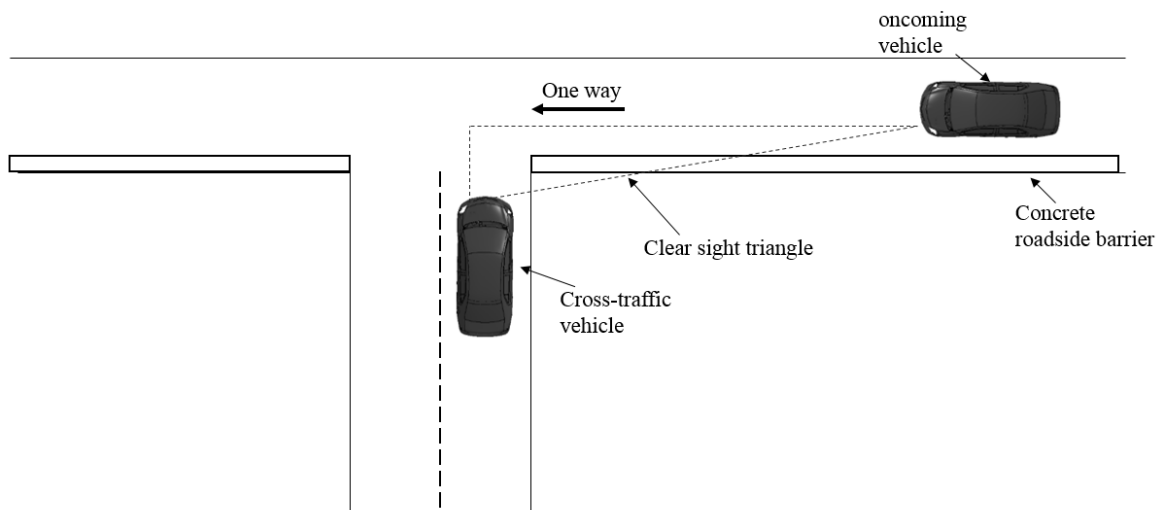 oncoming
vehicle
One way
Concrete
roadside barrier
Clear sight triangle
Cross-traffic
vehicle